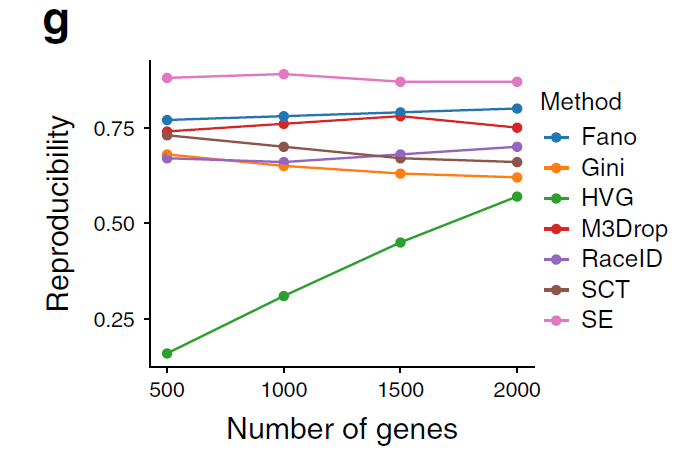 g
Reproducibility
0.75
0.50
0.25
500 1000 1500 2000
Number of genes
Method
Fano
Gini
HVG
M3Drop
RaceID
SCT
SE